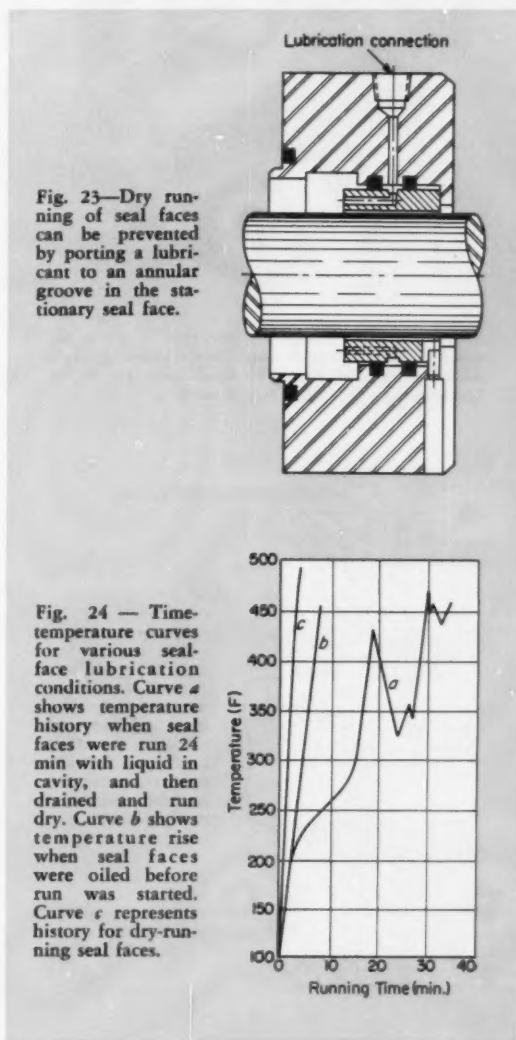 Lubrication connection
Fig. 23—Dry run-
ning of seal faces
can be prevented
by porting a lubri-
cant to an annular
groove in the sta-
tionary seal face.
Fig. 24 — Time-
temperature curves
for various seal-
face lubrication
conditions. Curve a
shows temperature
history when seal
faces were run 24
min with liquid in
cavity, and then
drained and run
dry. Curve b shows
temperature rise
when seal faces
were oiled before
run was started.
Curve c represents
history for dry-run-
ning seal faces.
500
450
400
350
300
250
200
150
100
Temperature (F)
c
b
a
0 10 20 30 40
Running Time (min.)